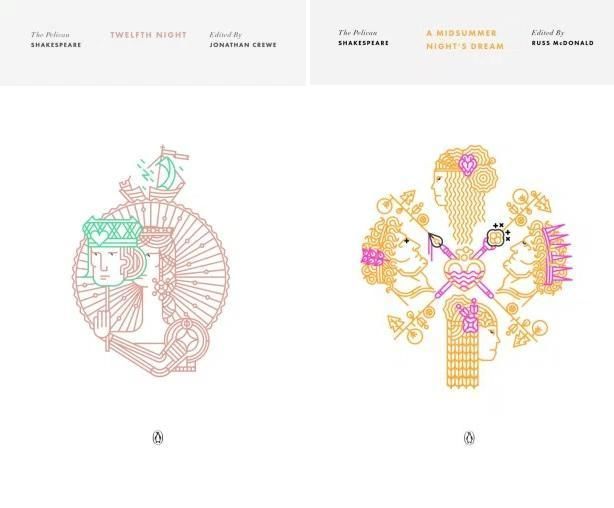 The Pelican
SHAKESPEARE
TWELFTH NIGHT
Edited By
JONATHAN CREWE
The Pelican
SHAKESPEARE
A MIDSUMMER
NIGHT'S DREAM
Edited By
RUSS McDONALD